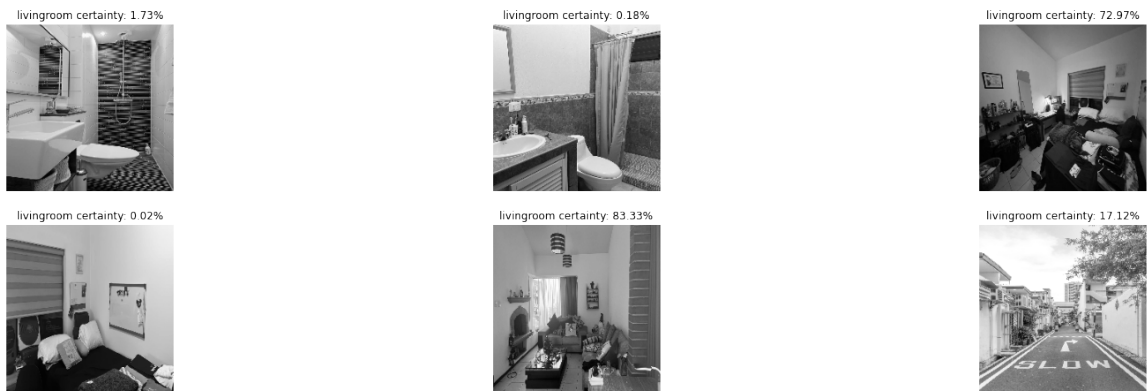 livingroom certainty: 1.73%
livingroom certainty: 0.18%
livingroom certainty: 72.97%
livingroom certainty: 0.02%
livingroom certainty: 83.33%
livingroom certainty: 17.12%
SLOW